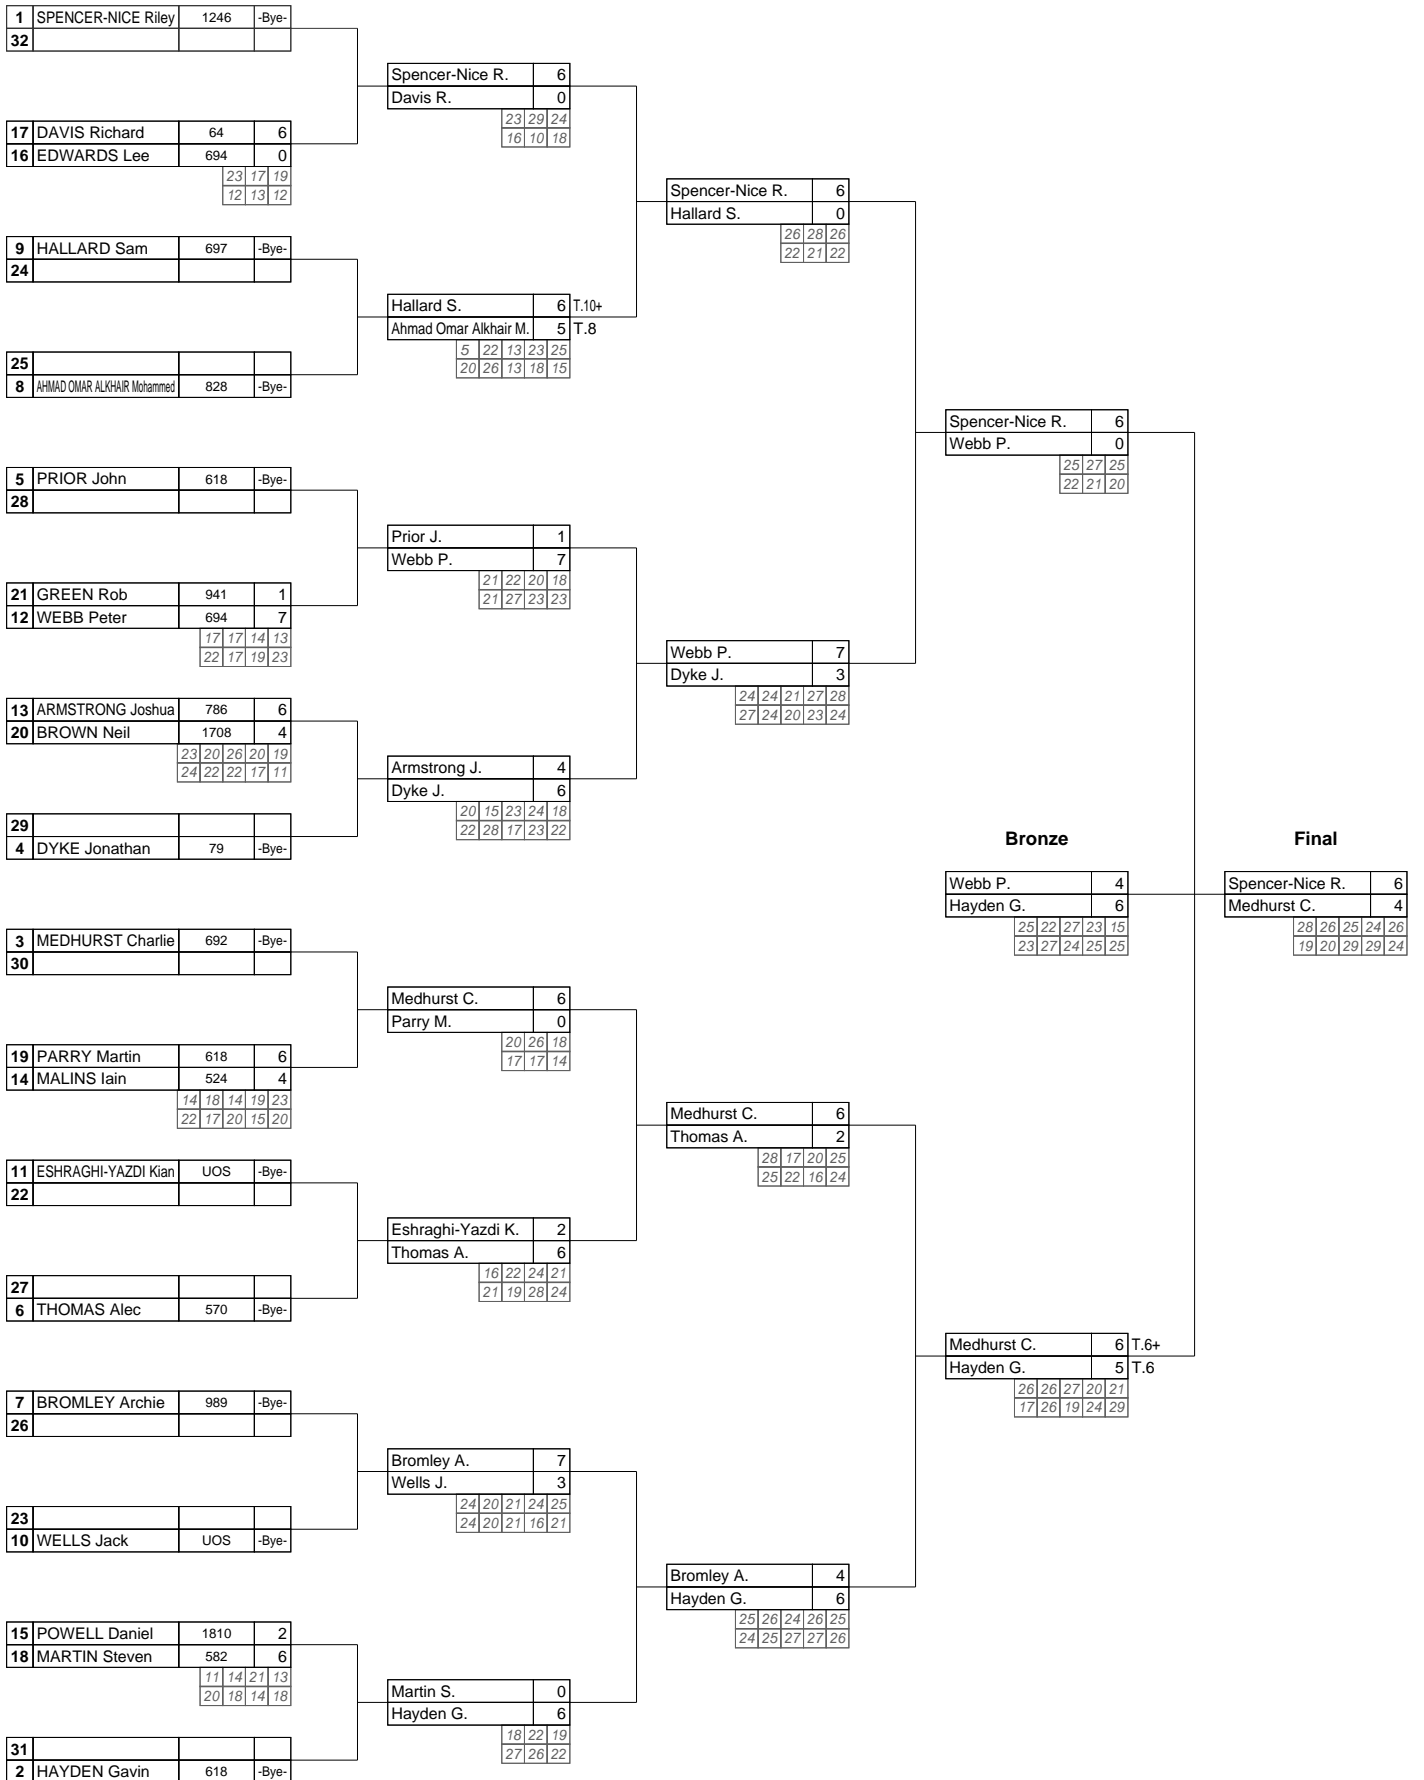 1 SPENCER-NICE Riley 1246 -Bye-
32
Spencer-Nice R. 6
Davis R. 0
23 29 24
16 10 18
17 DAVIS Richard 64 6
16 EDWARDS Lee 694 0
23 17 19
12 13 12
Spencer-Nice R. 6
Hallard S. 0
26 28 26
22 21 22
9 HALLARD Sam 697 -Bye-
24
Hallard S. 6 T.10+
Ahmad Omar Alkhair M. 5 T.8
5 22 13 23 25
20 26 13 18 15
25
8 AHMAD OMAR ALKHAIR Mohammed 828 -Bye-
Spencer-Nice R. 6
Webb P. 0
25 27 25
22 21 20
5 PRIOR John 618 -Bye-
28
Prior J. 1
Webb P. 7
21 22 20 18
21 27 23 23
21 GREEN Rob 941 1
12 WEBB Peter 694 7
17 17 14 13
22 17 19 23
Webb P. 7
Dyke J. 3
24 24 21 27 28
27 24 20 23 24
13 ARMSTRONG Joshua 786 6
20 BROWN Neil 1708 4
23 20 26 20 19
24 22 22 17 11
Armstrong J. 4
Dyke J. 6
20 15 23 24 18
22 28 17 23 22
29
4 DYKE Jonathan 79 -Bye-
Bronze
Final
Webb P. 4
Hayden G. 6
25 22 27 23 15
23 27 24 25 25
Spencer-Nice R. 6
Medhurst C. 4
28 26 25 24 26
19 20 29 29 24
3 MEDHURST Charlie 692 -Bye-
30
Medhurst C. 6
Parry M. 0
20 26 18
17 17 14
19 PARRY Martin 618 6
14 MALINS Iain 524 4
14 18 14 19 23
22 17 20 15 20
Medhurst C. 6
Thomas A. 2
28 17 20 25
25 22 16 24
11 ESHRAGHI-YAZDI Kian UOS -Bye-
22
Eshraghi-Yazdi K. 2
Thomas A. 6
16 22 24 21
21 19 28 24
27
6 THOMAS Alec 570 -Bye-
Medhurst C. 6 T.6+
Hayden G. 5 T.6
26 26 27 20 21
17 26 19 24 29
7 BROMLEY Archie 989 -Bye-
26
Bromley A. 7
Wells J. 3
24 20 21 24 25
24 20 21 16 21
23
10 WELLS Jack UOS -Bye-
Bromley A. 4
Hayden G. 6
25 26 24 26 25
24 25 27 27 26
15 POWELL Daniel 1810 2
18 MARTIN Steven 582 6
11 14 21 13
20 18 14 18
Martin S. 0
Hayden G. 6
18 22 19
27 26 22
31
2 HAYDEN Gavin 618 -Bye-